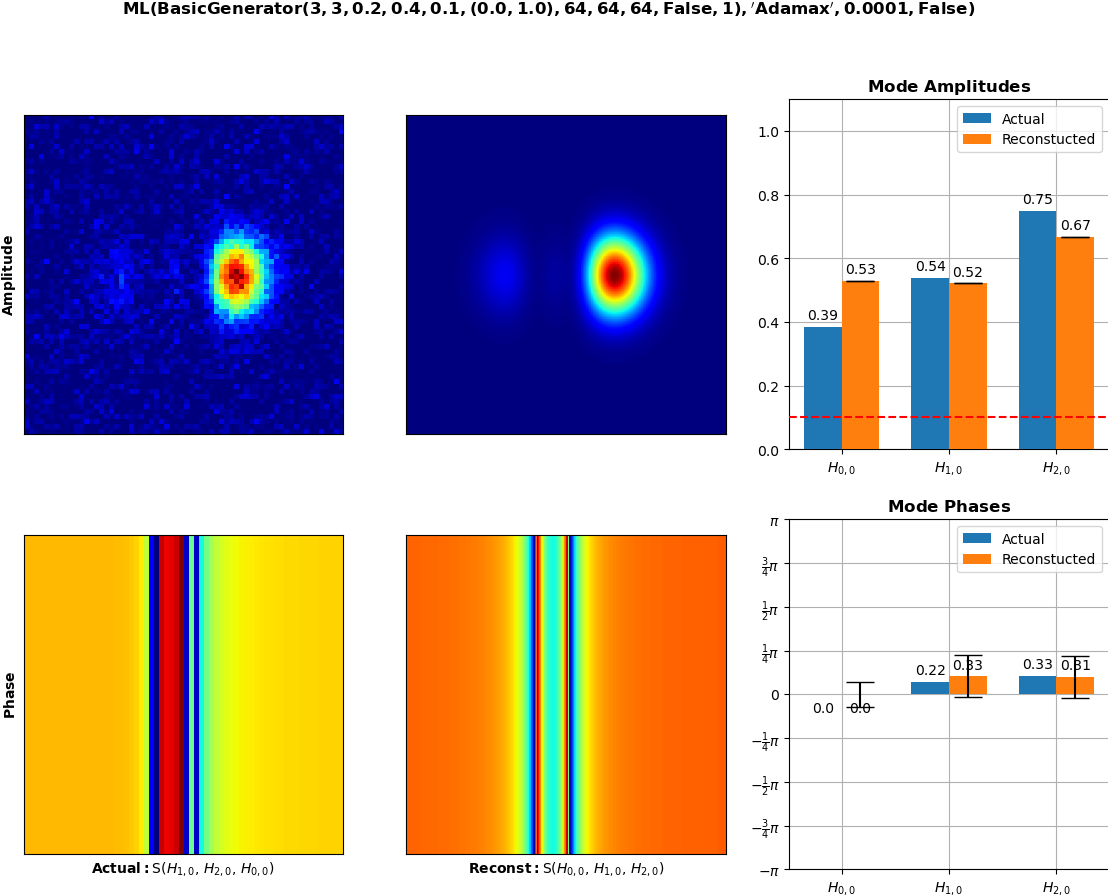 ML(BasicGenerator(3, 3, 0.2, 0.4, 0.1, (0.0, 1.0), 64, 64, 64, False, 1), ′Adamax′, 0.0001, False)
Amplitude
Mode Amplitudes
Actual
Reconstucted
1.0
0.8
0.6
0.4
0.2
0.0
0.39
0.53
0.54
0.52
0.75
0.67
H0, 0
H1, 0
H2, 0
Phase
Actual: S(H1, 0, H2, 0, H0, 0)
Reconst: S(H0, 0, H1, 0, H2, 0)
Mode Phases
Actual
Reconstucted
π
3/4π
1/2π
1/4π
0
−1/4π
−1/2π
−3/4π
−π
0.0
0.0
0.22
0.33
0.33
0.31
H0, 0
H1, 0
H2, 0